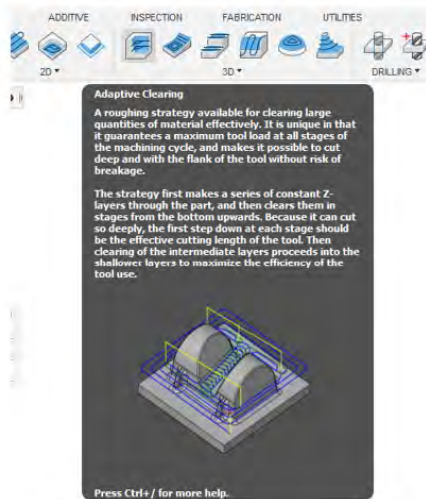 ADDITIVE INSPECTION FABRICATION UTILITIES
2D ▾ 3D ▾ DRILLING ▾
Adaptive Clearing
A roughing strategy available for clearing large
quantities of material effectively. It is unique in that
it guarantees a maximum tool load at all stages of
the machining cycle, and makes it possible to cut
deep and with the flank of the tool without risk of
breakage.
The strategy first makes a series of constant Z-
layers through the part, and then clears them in
stages from the bottom upwards. Because it can cut
so deeply, the first step down at each stage should
be the effective cutting length of the tool. Then
clearing of the intermediate layers proceeds into the
shallower layers to maximize the efficiency of the
tool use.
Press Ctrl+/ for more help.